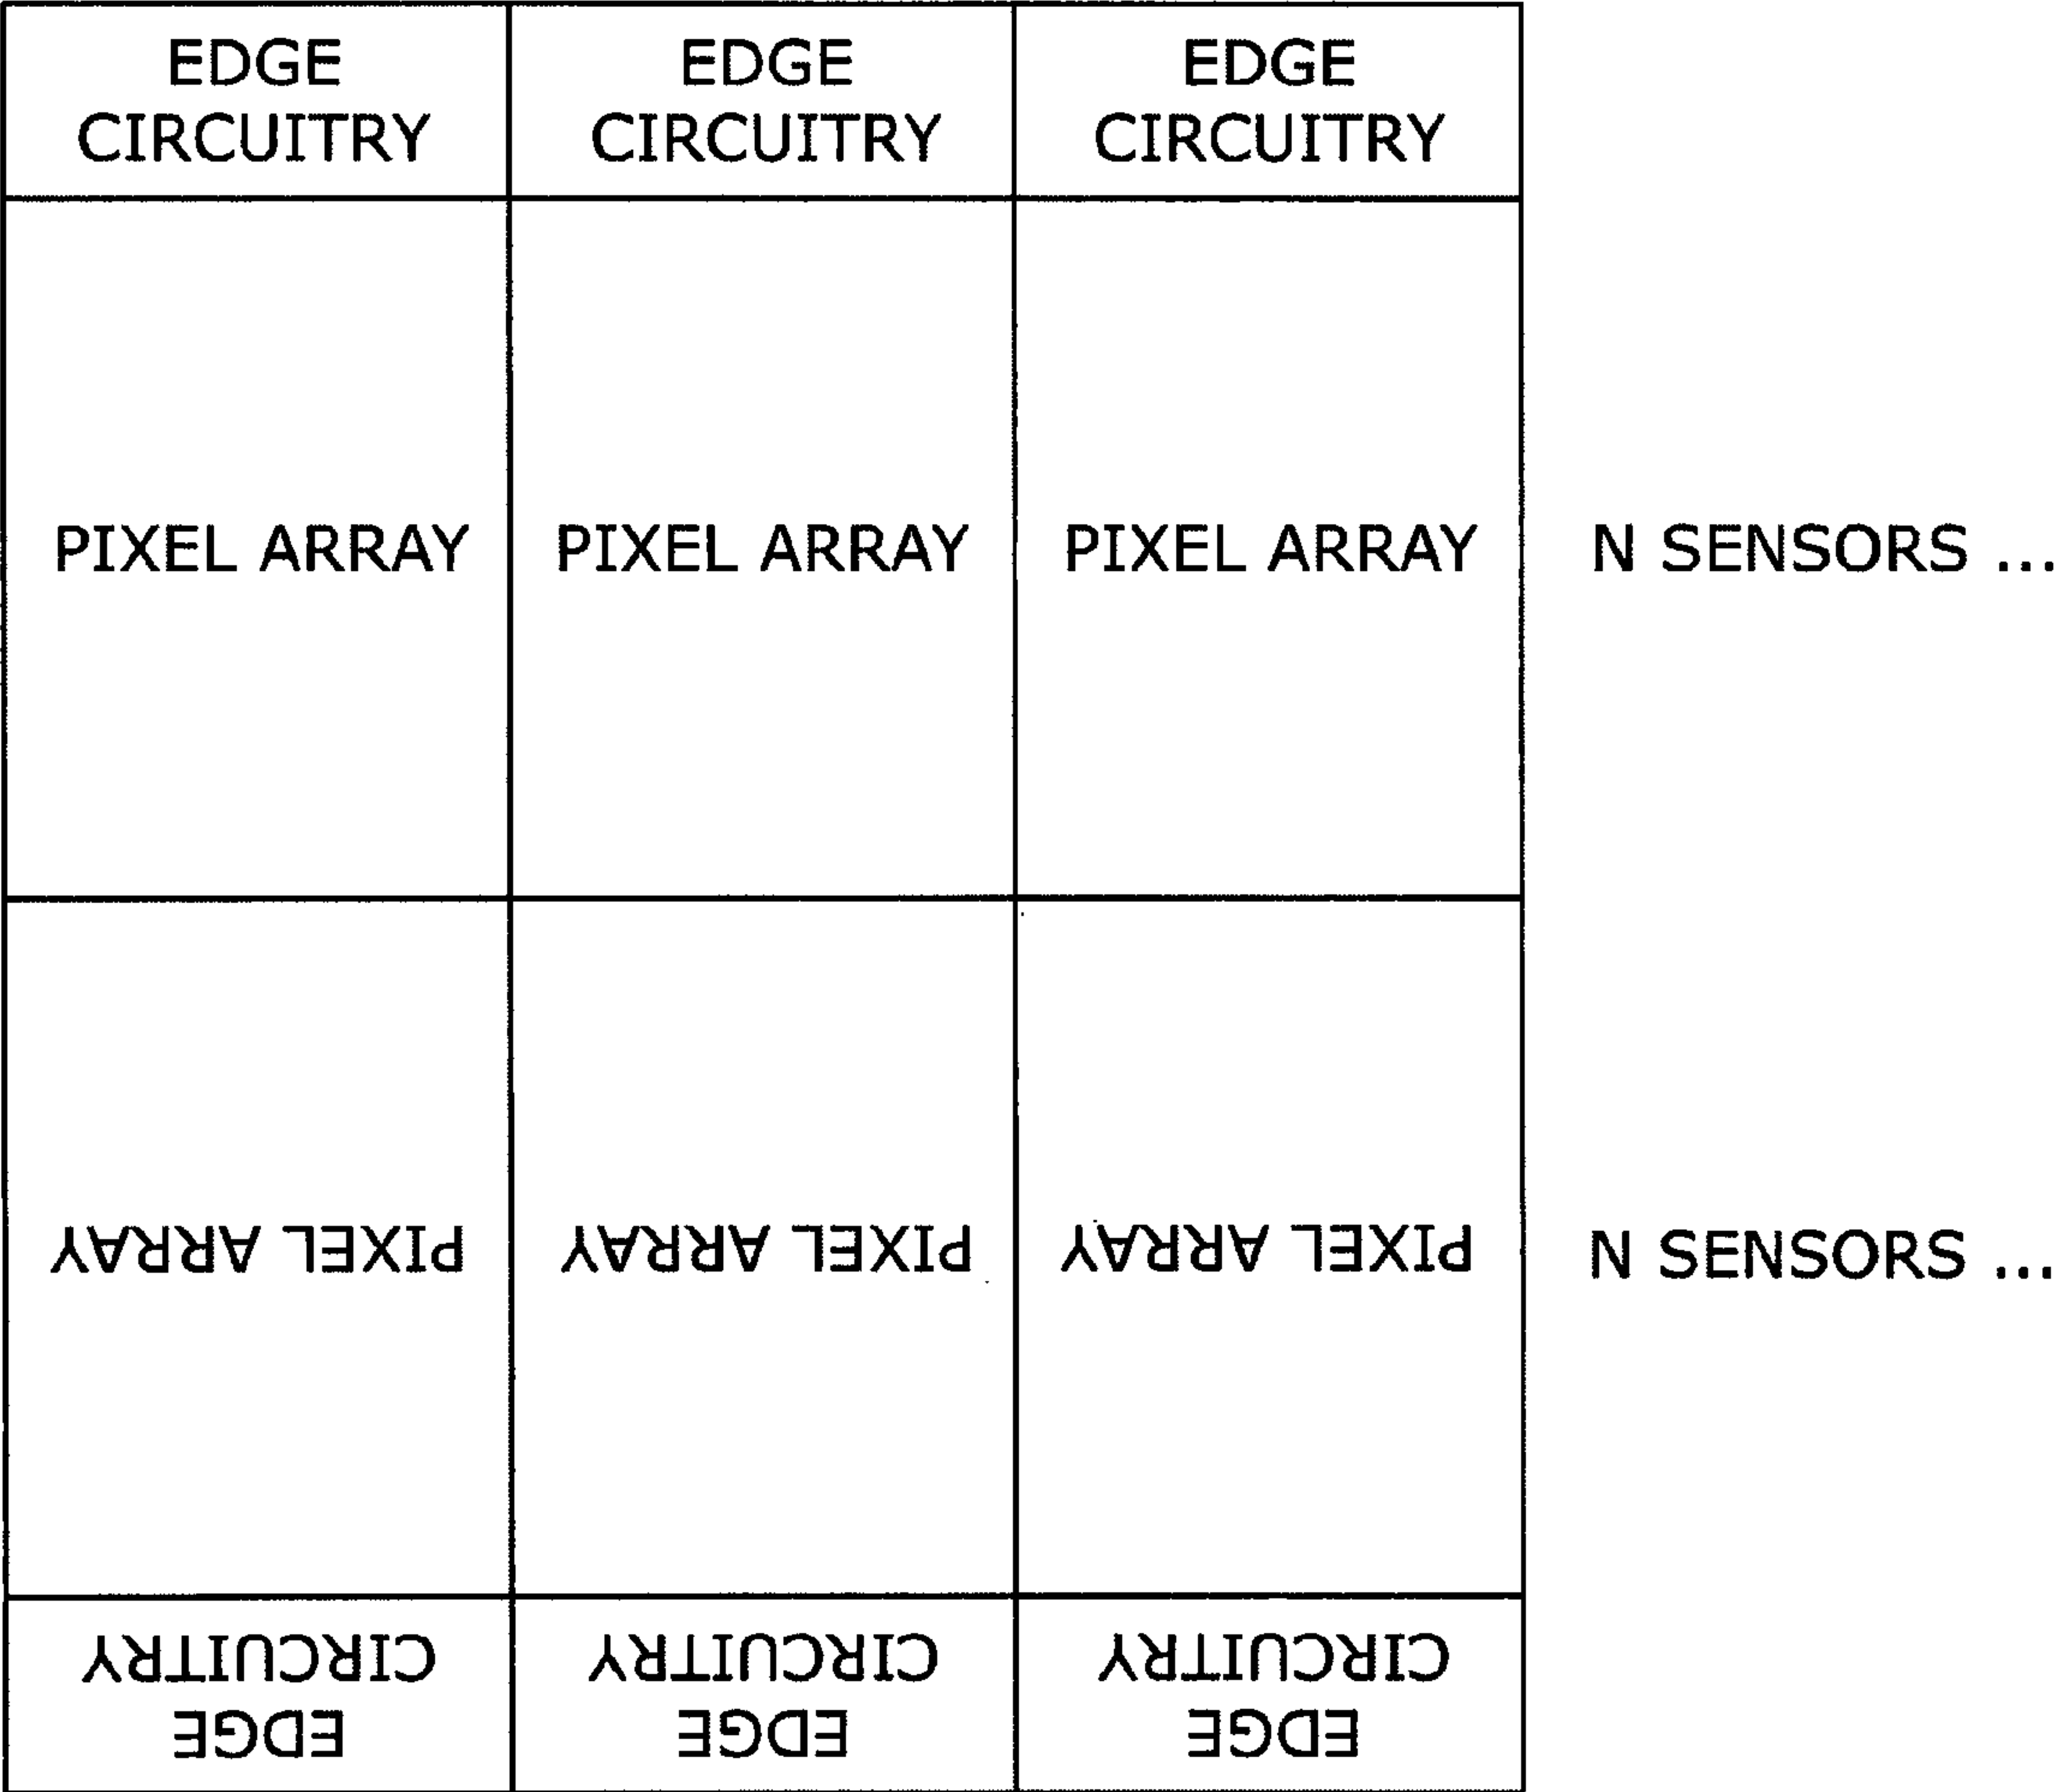 EDGE EDGE EDGE
CIRCUITRY CIRCUITRY CIRCUITRY
PIXEL ARRAY PIXEL ARRAY PIXEL ARRAY N SENSORS ...
PIXEL ARRAY PIXEL ARRAY PIXEL ARRAY N SENSORS ...
EDGE EDGE EDGE
CIRCUITRY CIRCUITRY CIRCUITRY